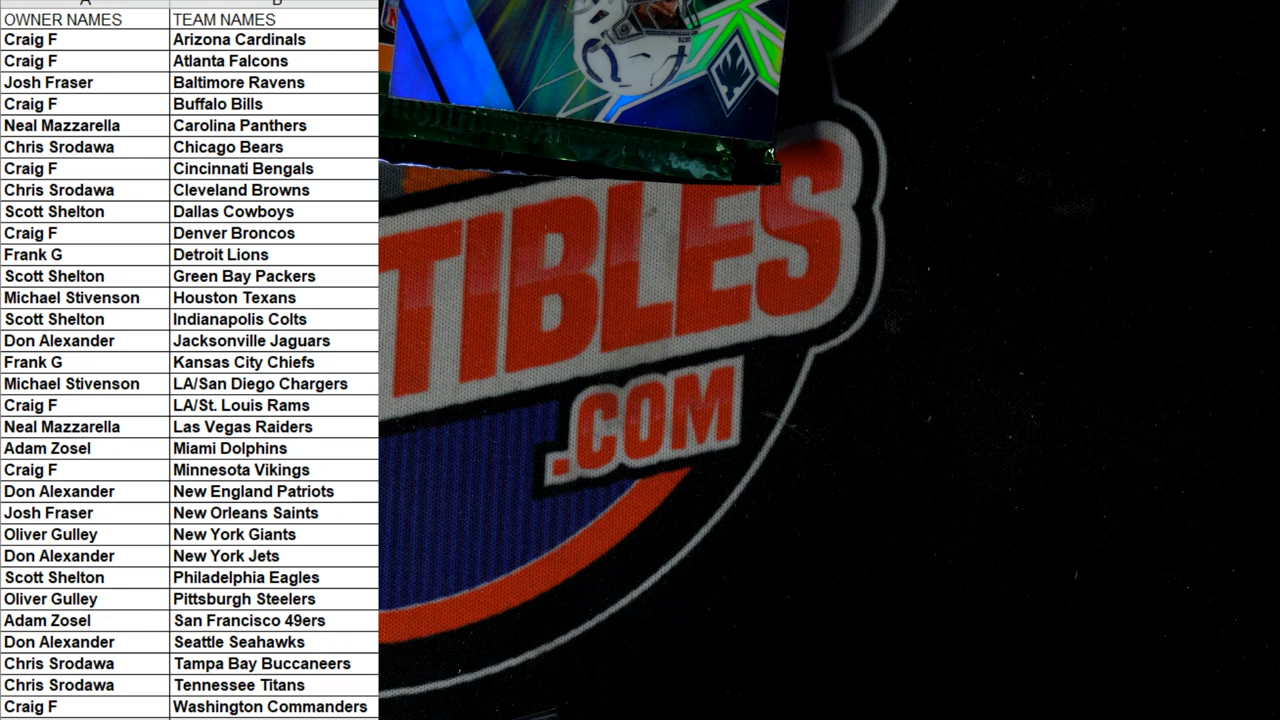 OWNER NAMES TEAM NAMES
Craig F Arizona Cardinals
Craig F Atlanta Falcons
Josh Fraser Baltimore Ravens
Craig F Buffalo Bills
Neal Mazzarella Carolina Panthers
Chris Srodawa Chicago Bears
Craig F Cincinnati Bengals
Chris Srodawa Cleveland Browns
Scott Shelton Dallas Cowboys
Craig F Denver Broncos
Frank G Detroit Lions
Scott Shelton Green Bay Packers
Michael Stivenson Houston Texans
Scott Shelton Indianapolis Colts
Don Alexander Jacksonville Jaguars
Frank G Kansas City Chiefs
Michael Stivenson LA/San Diego Chargers
Craig F LA/St. Louis Rams
Neal Mazzarella Las Vegas Raiders
Adam Zosel Miami Dolphins
Craig F Minnesota Vikings
Don Alexander New England Patriots
Josh Fraser New Orleans Saints
Oliver Gulley New York Giants
Don Alexander New York Jets
Scott Shelton Philadelphia Eagles
Oliver Gulley Pittsburgh Steelers
Adam Zosel San Francisco 49ers
Don Alexander Seattle Seahawks
Chris Srodawa Tampa Bay Buccaneers
Chris Srodawa Tennessee Titans
Craig F Washington Commanders
TIBLES
.COM